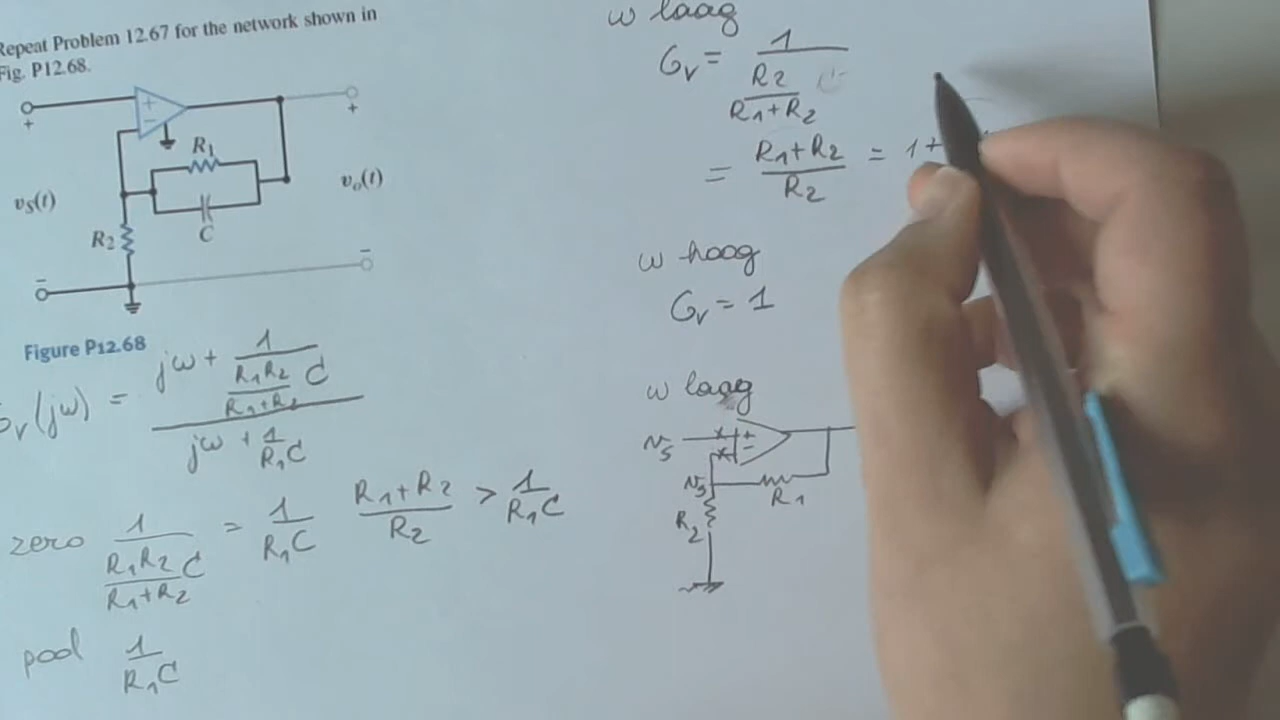 Repeat Problem 12.67 for the network shown in
Fig. P12.68.
+
−
+
+
R₁
C
R₂
vS(t)
vo(t)
−
−
Figure P12.68
Gv(jω) = (jω + 1/((R₁R₂/(R₁+R₂))C)) / (jω + 1/(R₁C))
zero 1/((R₁R₂/(R₁+R₂))C) = 1/(R₁C) (R₁+R₂)/R₂ > 1/(R₁C)
pool 1/(R₁C)
ω laag
Gv = 1/(R₂/(R₁+R₂))
= (R₁+R₂)/R₂ = 1+
ω hoog
Gv = 1
ω laag
vs
+
−
vs
R₁
R₂